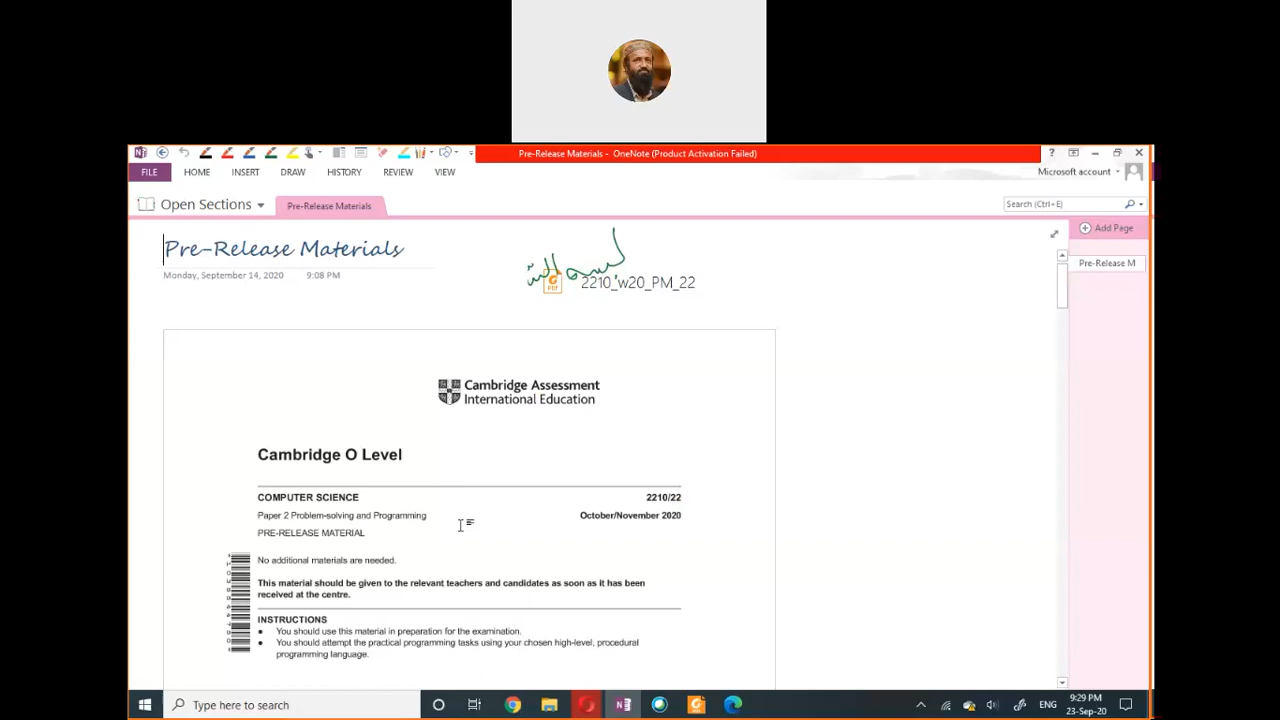 Pre-Release Materials - OneNote (Product Activation Failed)
FILE HOME INSERT DRAW HISTORY REVIEW VIEW
Microsoft account
Open Sections Pre-Release Materials
Search (Ctrl+E)
Add Page
Pre-Release M
Pre-Release Materials
Monday, September 14, 2020 9:08 PM
PDF
2210_w20_PM_22
Cambridge Assessment
International Education
Cambridge O Level
COMPUTER SCIENCE 2210/22
Paper 2 Problem-solving and Programming October/November 2020
PRE-RELEASE MATERIAL
No additional materials are needed.
This material should be given to the relevant teachers and candidates as soon as it has been
received at the centre.
INSTRUCTIONS
● You should use this material in preparation for the examination.
● You should attempt the practical programming tasks using your chosen high-level, procedural
programming language.
Type here to search
ENG
9:29 PM
23-Sep-20